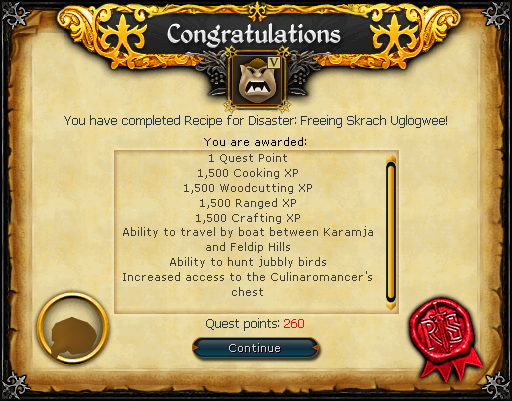 Congratulations
V
You have completed Recipe for Disaster: Freeing Skrach Uglogwee!
You are awarded:
1 Quest Point
1,500 Cooking XP
1,500 Woodcutting XP
1,500 Ranged XP
1,500 Crafting XP
Ability to travel by boat between Karamja
and Feldip Hills
Ability to hunt jubbly birds
Increased access to the Culinaromancer's
chest
Quest points: 260
Continue
RS